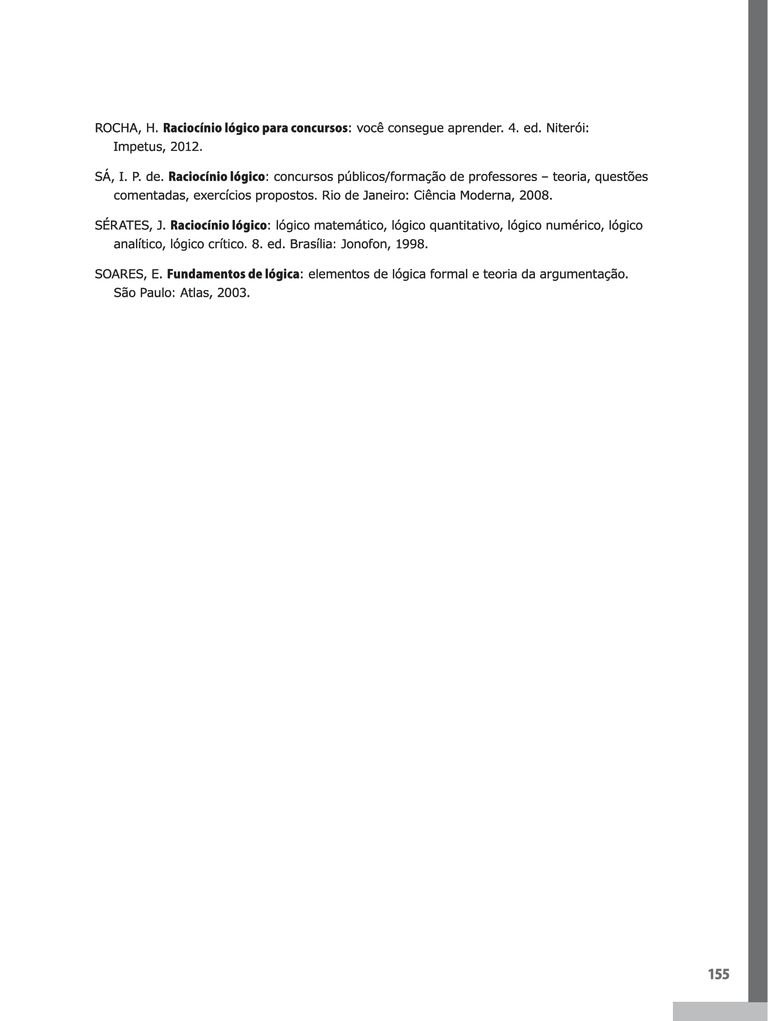 ROCHA, H. Raciocínio lógico para concursos: você consegue aprender. 4. ed. Niterói:
Impetus, 2012.
SÁ, I. P. de. Raciocínio lógico: concursos públicos/formação de professores – teoria, questões
comentadas, exercícios propostos. Rio de Janeiro: Ciência Moderna, 2008.
SÉRATES, J. Raciocínio lógico: lógico matemático, lógico quantitativo, lógico numérico, lógico
analítico, lógico crítico. 8. ed. Brasília: Jonofon, 1998.
SOARES, E. Fundamentos de lógica: elementos de lógica formal e teoria da argumentação.
São Paulo: Atlas, 2003.
155